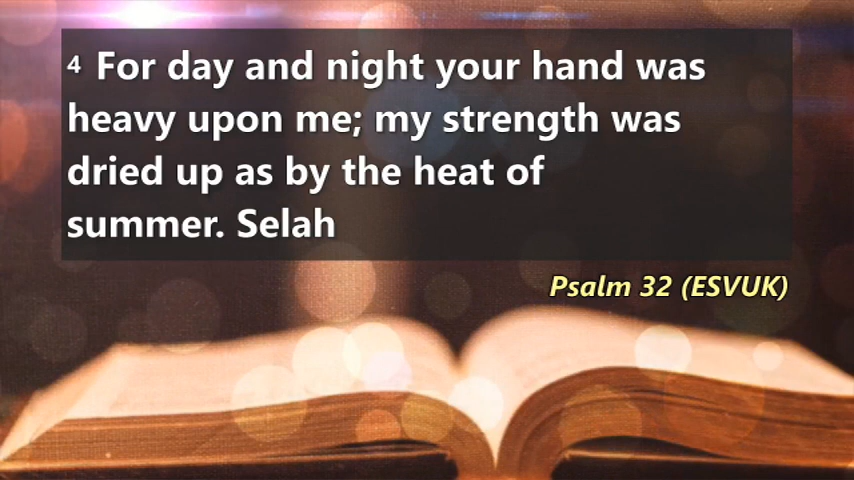 4 For day and night your hand was
heavy upon me; my strength was
dried up as by the heat of
summer. Selah
Psalm 32 (ESVUK)